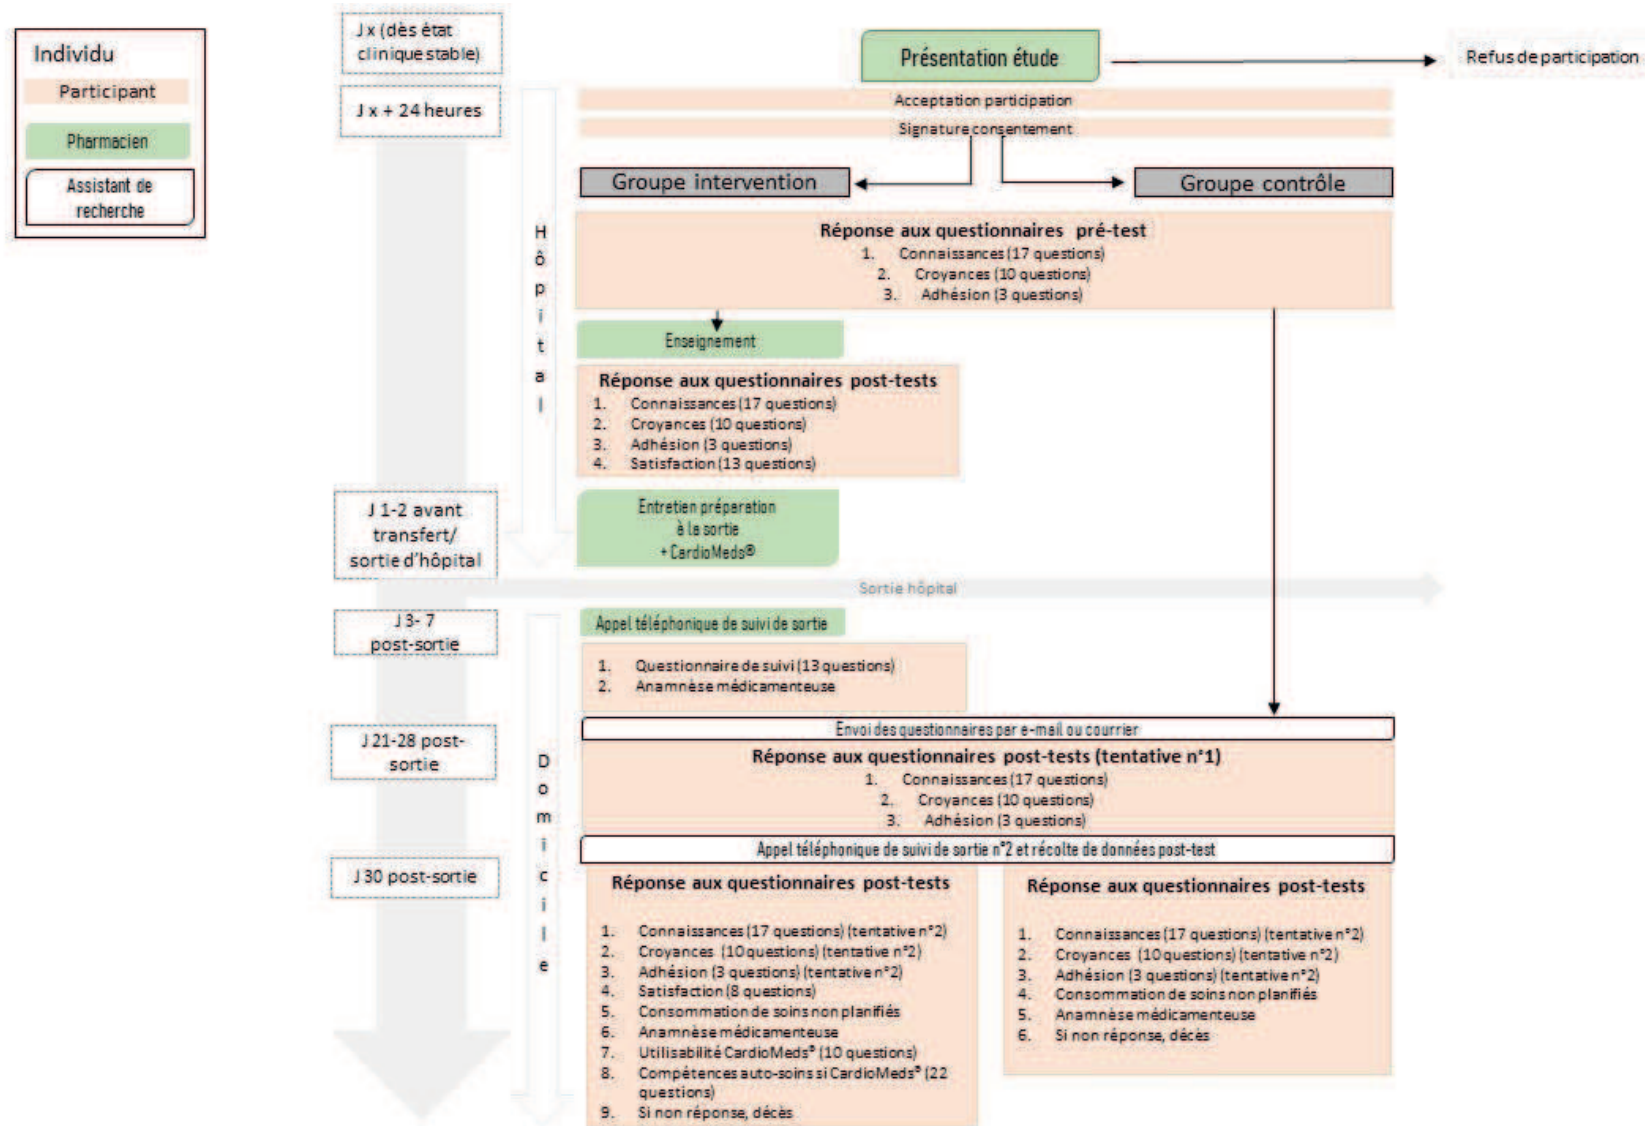 Individu
Participant
Pharmacien
Assistant de
recherche
J x (dès état
clinique stable)
Présentation étude
Refus de participation
J x + 24 heures
Acceptation participation
Signature consentement
Groupe intervention
Groupe contrôle
Hôpital
Réponse aux questionnaires pré-test
1. Connaissances (17 questions)
2. Croyances (10 questions)
3. Adhésion (3 questions)
Enseignement
Réponse aux questionnaires post-tests
1. Connaissances (17 questions)
2. Croyances (10 questions)
3. Adhésion (3 questions)
4. Satisfaction (13 questions)
J 1-2 avant
transfert/
sortie d'hôpital
Entretien préparation
à la sortie
+ CardioMeds®
Sortie hôpital
J 3- 7
post-sortie
Appel téléphonique de suivi de sortie
1. Questionnaire de suivi (13 questions)
2. Anamnèse médicamenteuse
Domicile
J 21-28 post-
sortie
Envoi des questionnaires par e-mail ou courrier
Réponse aux questionnaires post-tests (tentative n°1)
1. Connaissances (17 questions)
2. Croyances (10 questions)
3. Adhésion (3 questions)
Appel téléphonique de suivi de sortie n°2 et récolte de données post-test
J 30 post-sortie
Réponse aux questionnaires post-tests
1. Connaissances (17 questions) (tentative n°2)
2. Croyances (10 questions) (tentative n°2)
3. Adhésion (3 questions) (tentative n°2)
4. Satisfaction (8 questions)
5. Consommation de soins non planifiés
6. Anamnèse médicamenteuse
7. Utilisabilité CardioMeds® (10 questions)
8. Compétences auto-soins si CardioMeds® (22
questions)
9. Si non réponse, décès
Réponse aux questionnaires post-tests
1. Connaissances (17 questions) (tentative n°2)
2. Croyances (10 questions) (tentative n°2)
3. Adhésion (3 questions) (tentative n°2)
4. Consommation de soins non planifiés
5. Anamnèse médicamenteuse
6. Si non réponse, décès